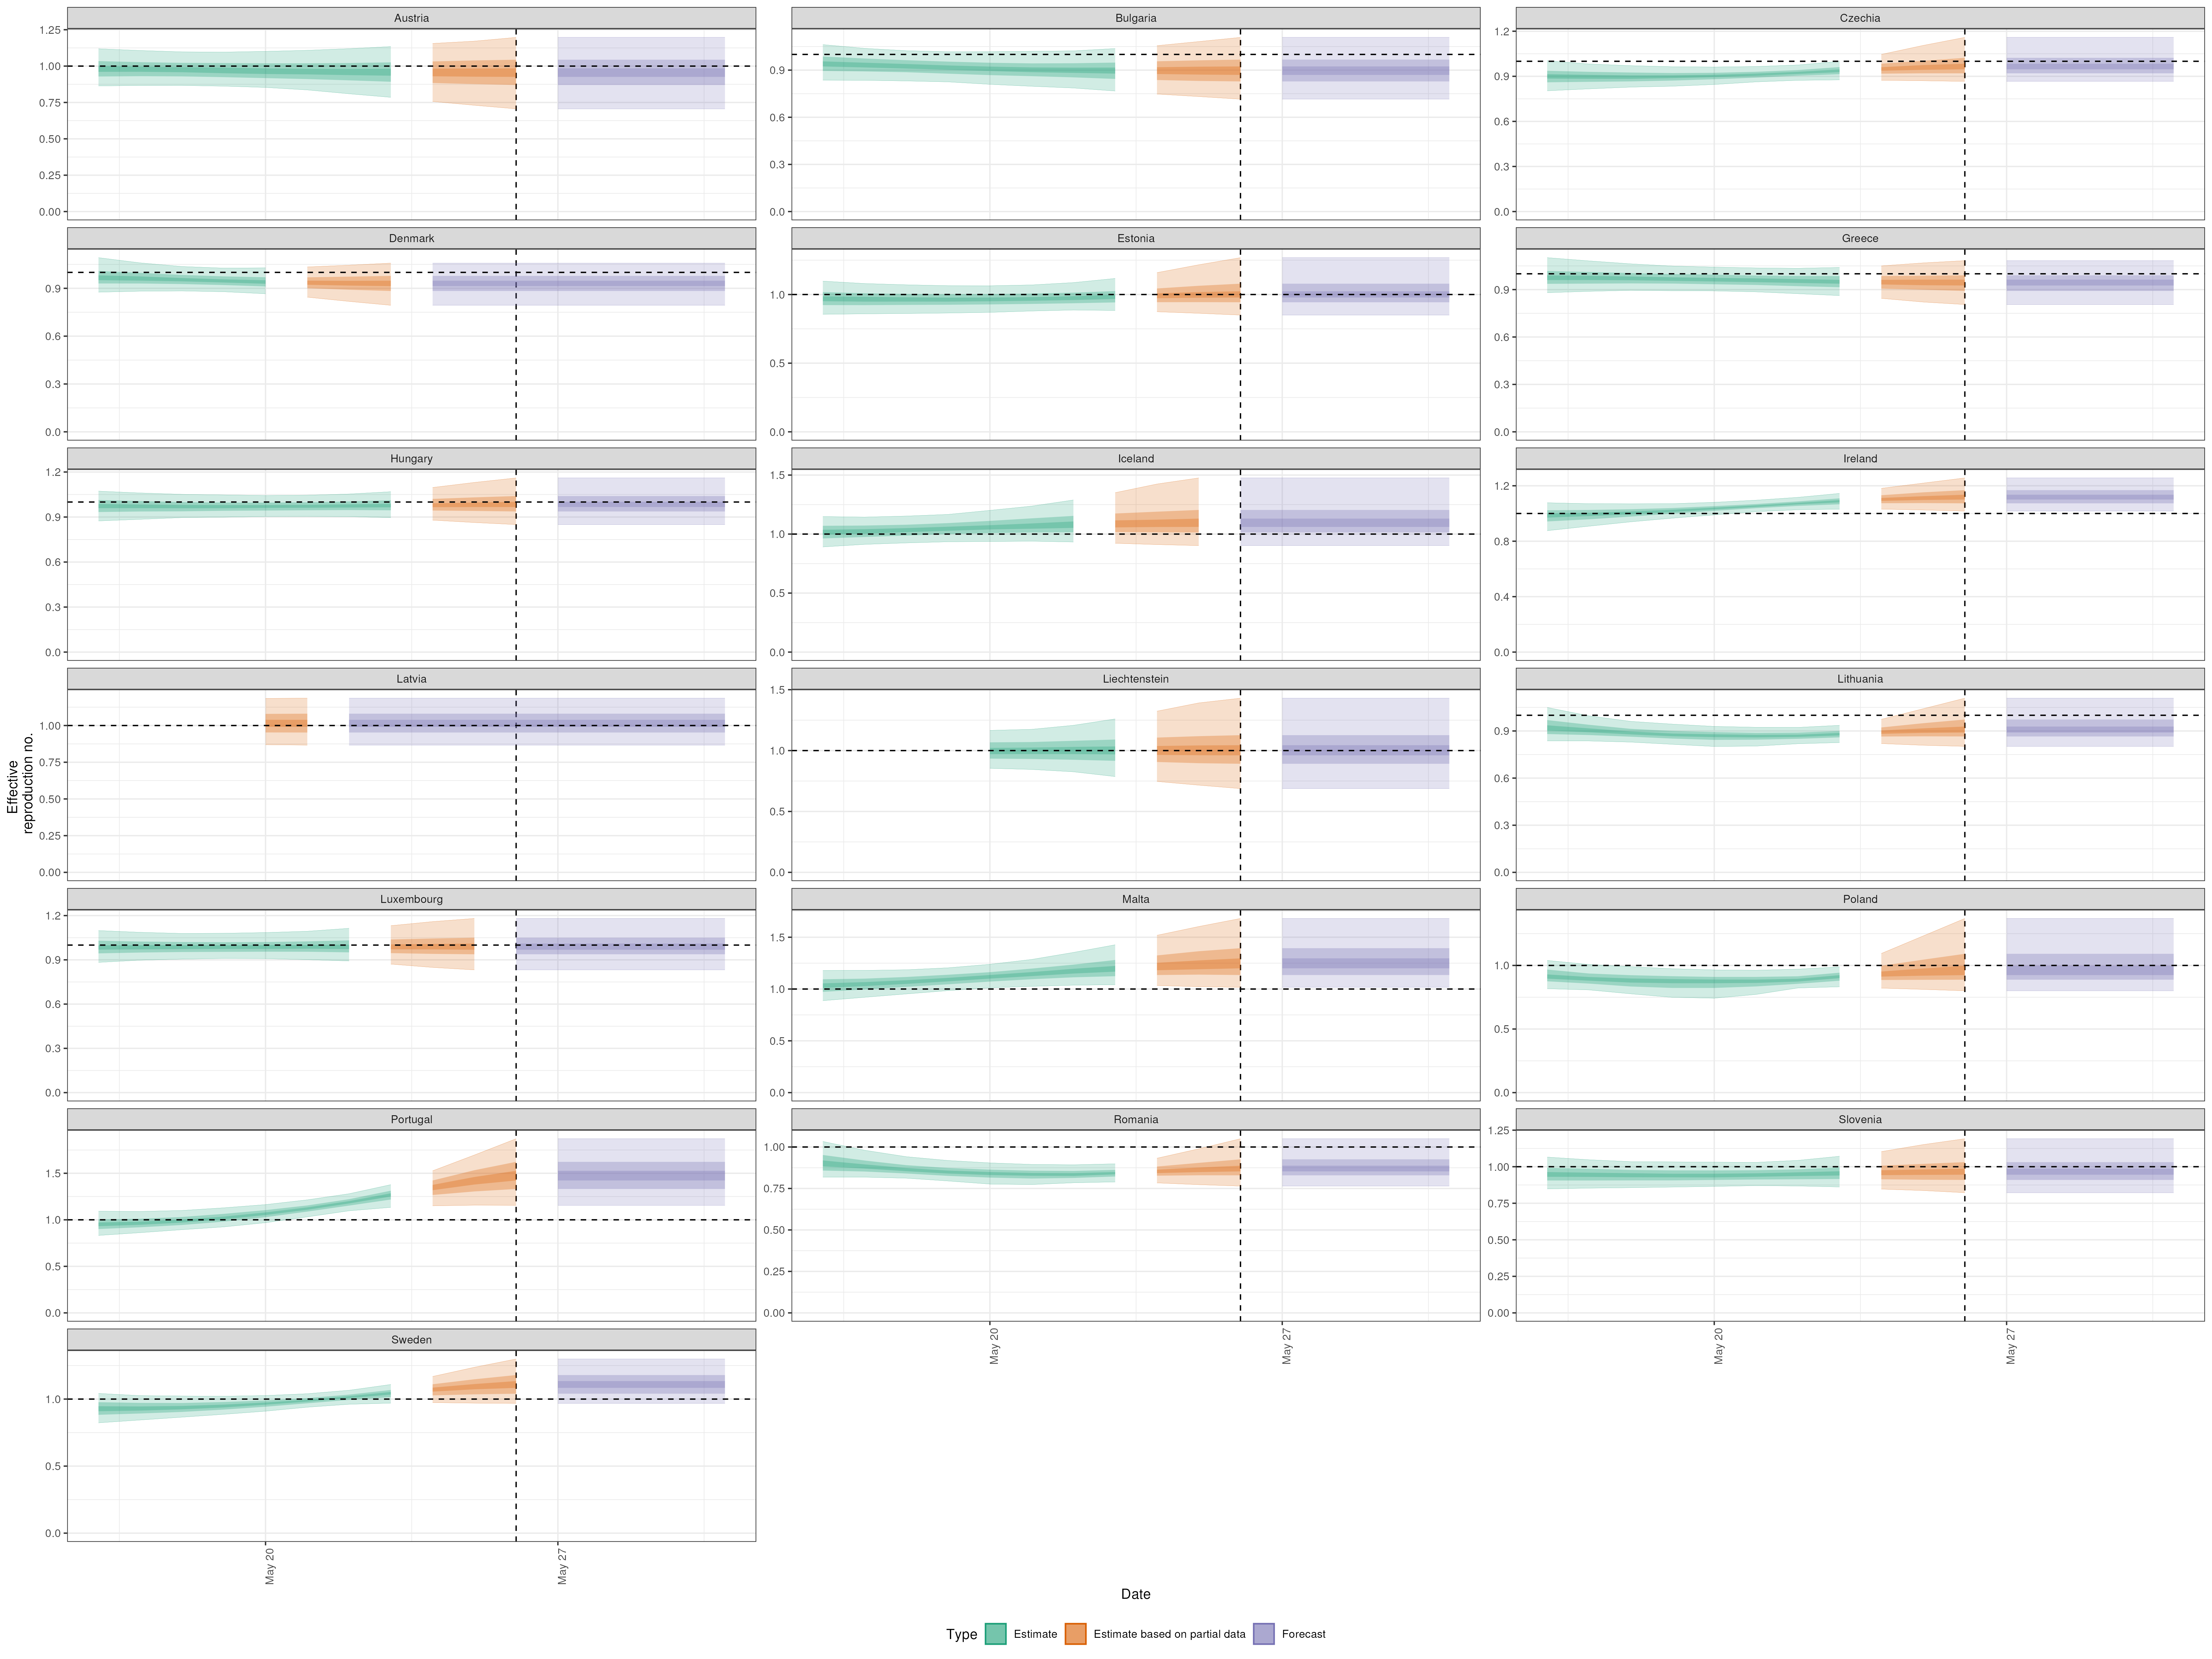 Austria
Bulgaria
Czechia
1.25
1.00
0.75
0.50
0.25
0.00
0.9
0.6
0.3
0.0
1.2
0.9
0.6
0.3
0.0
Denmark
Estonia
Greece
0.9
0.6
0.3
0.0
1.0
0.5
0.0
0.9
0.6
0.3
0.0
Hungary
Iceland
Ireland
1.2
0.9
0.6
0.3
0.0
1.5
1.0
0.5
0.0
1.2
0.8
0.4
0.0
Latvia
Liechtenstein
Lithuania
1.00
0.75
0.50
0.25
0.00
1.5
1.0
0.5
0.0
0.9
0.6
0.3
0.0
Effective
reproduction no.
Luxembourg
Malta
Poland
1.2
0.9
0.6
0.3
0.0
1.5
1.0
0.5
0.0
1.0
0.5
0.0
Portugal
Romania
Slovenia
1.5
1.0
0.5
0.0
1.00
0.75
0.50
0.25
0.00
1.25
1.00
0.75
0.50
0.25
0.00
Sweden
1.0
0.5
0.0
May 20
May 27
May 20
May 27
May 20
May 27
Date
Type Estimate Estimate based on partial data Forecast